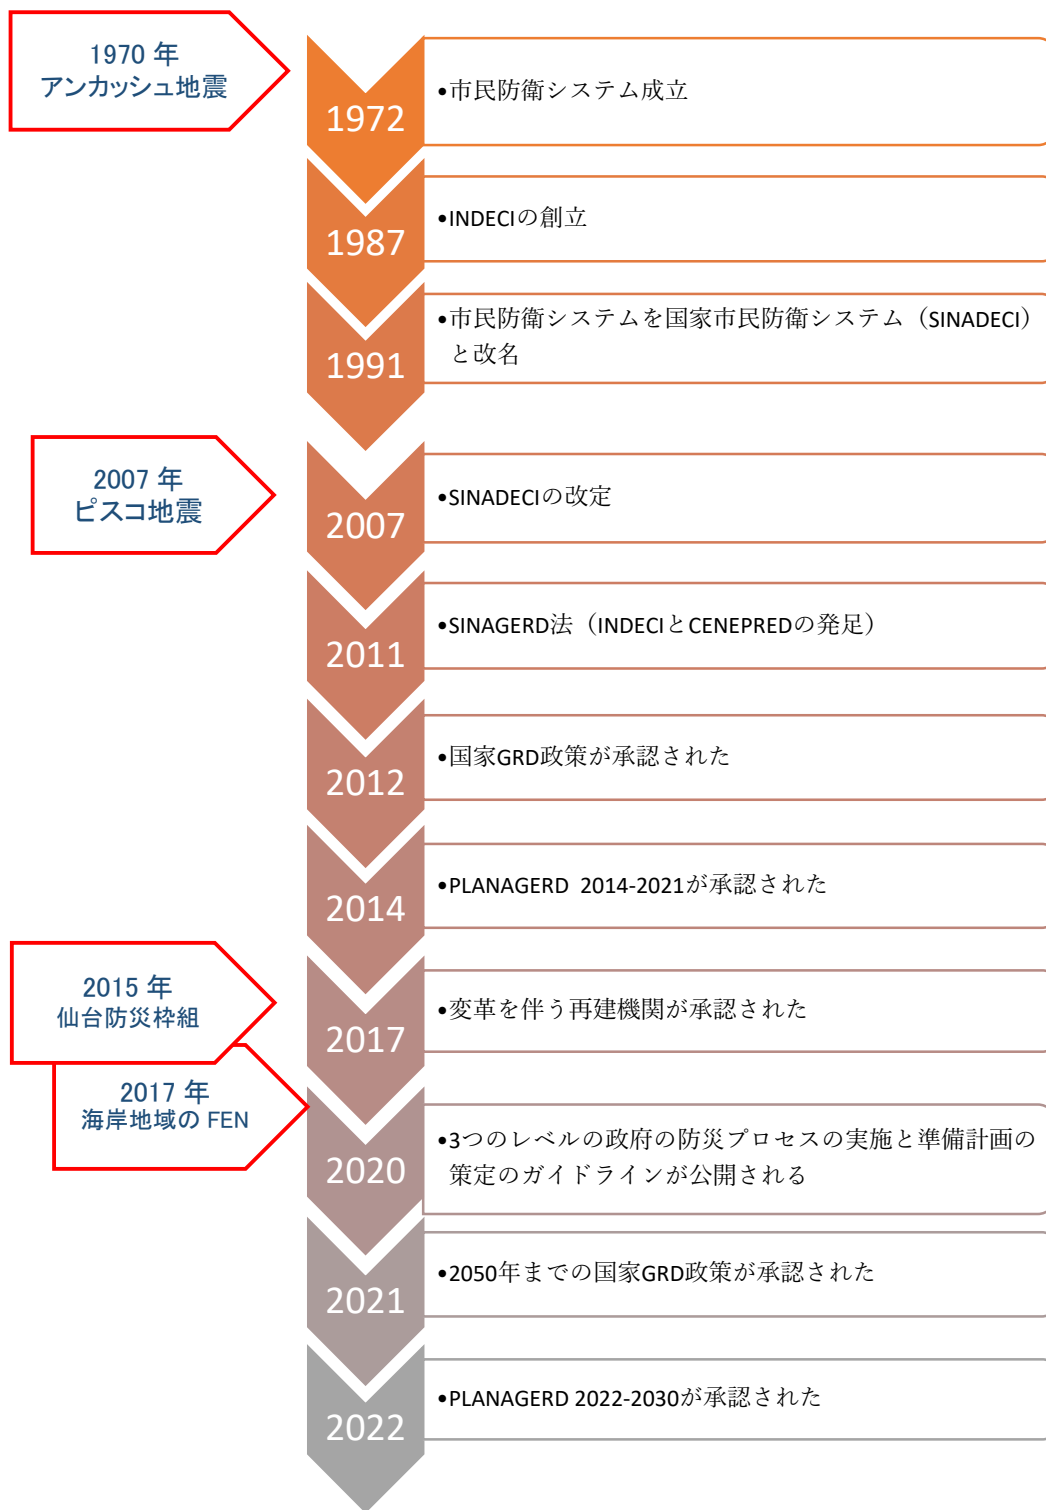 1970 年
アンカッシュ地震
1972
•市民防衛システム成立
1987
•INDECIの創立
1991
•市民防衛システムを国家市民防衛システム（SINADECI）
と改名
2007 年
ピスコ地震
2007
•SINADECIの改定
2011
•SINAGERD法（INDECIとCENEPREDの発足）
2012
•国家GRD政策が承認された
2014
•PLANAGERD 2014-2021が承認された
2015 年
仙台防災枠組
2017
•変革を伴う再建機関が承認された
2017 年
海岸地域の FEN
2020
•3つのレベルの政府の防災プロセスの実施と準備計画の
策定のガイドラインが公開される
2021
•2050年までの国家GRD政策が承認された
2022
•PLANAGERD 2022-2030が承認された